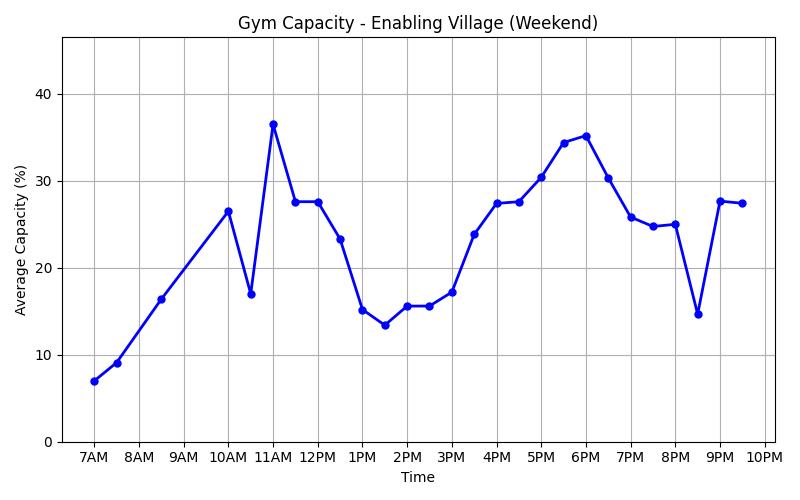 Gym Capacity - Enabling Village (Weekend)
Average Capacity (%)
40
30
20
10
0
7AM 8AM 9AM 10AM 11AM 12PM 1PM 2PM 3PM 4PM 5PM 6PM 7PM 8PM 9PM 10PM
Time